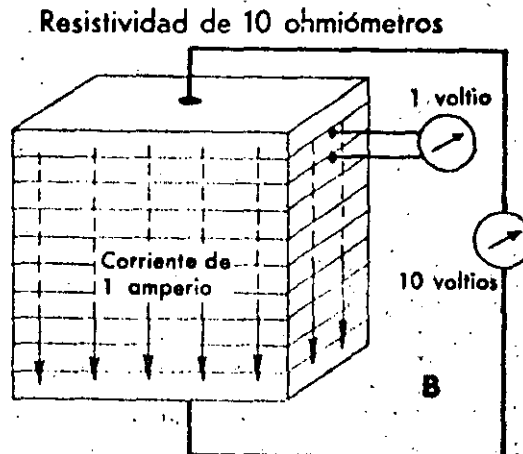 Resistividad de 10 ohmiómetros
1 voltio
Corriente de
1 amperio
10 voltios
B